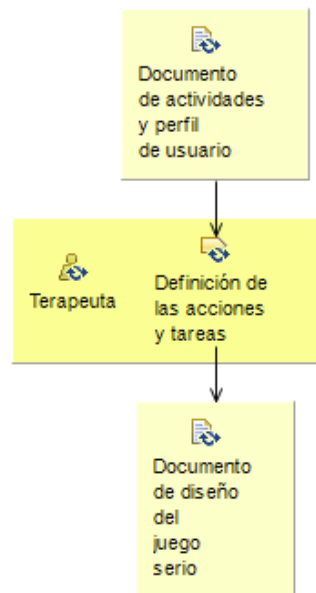 Documento
de actividades
y perfil
de usuario
Terapeuta
Definición de
las acciones
y tareas
Documento
de diseño
del
juego
serio